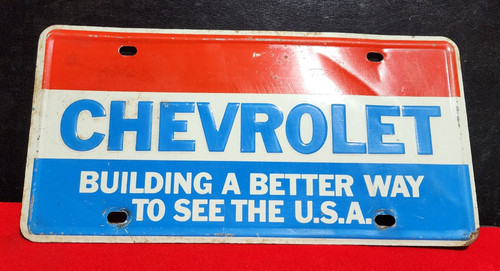 CHEVROLET
BUILDING A BETTER WAY
TO SEE THE U.S.A.